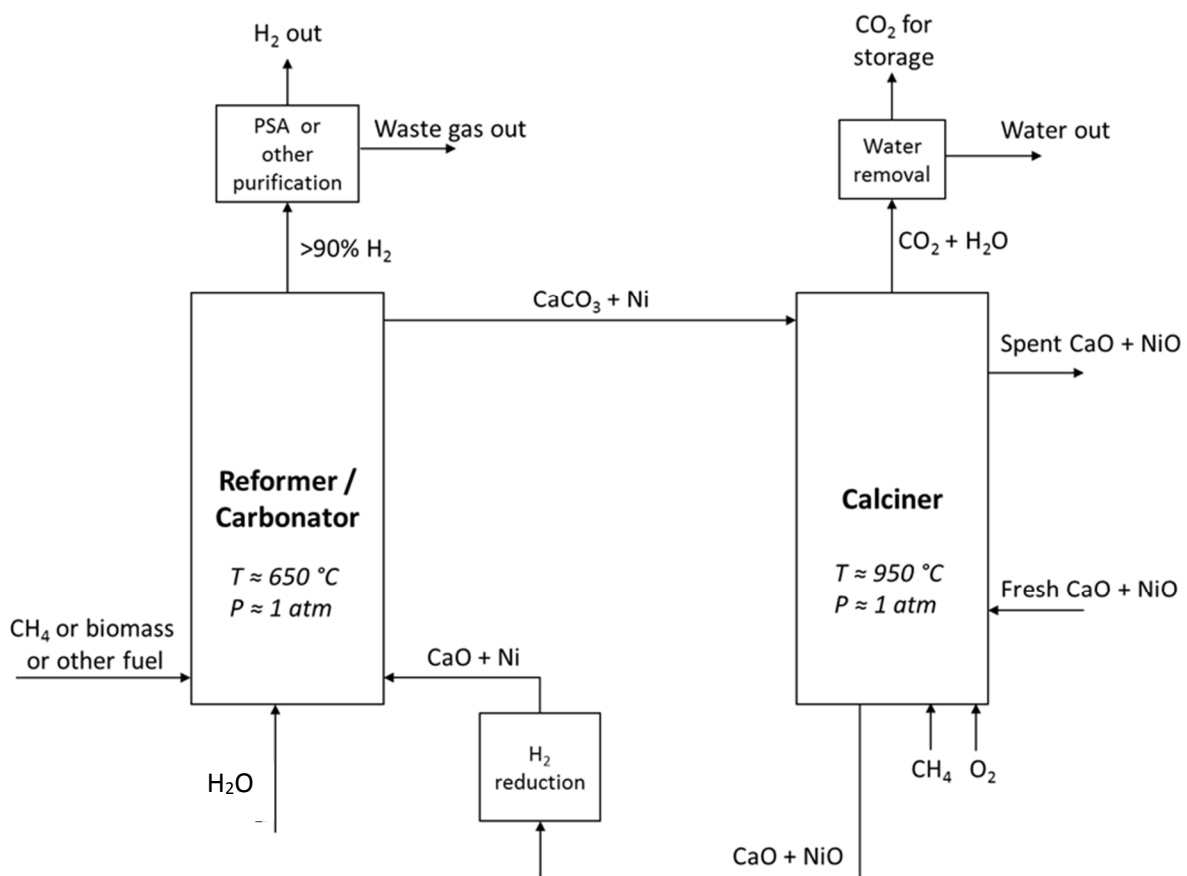 H₂ out
PSA or
other
purification
Waste gas out
>90% H₂
CO₂ for
storage
Water
removal
Water out
CO₂ + H₂O
CaCO₃ + Ni
Spent CaO + NiO
Reformer /
Carbonator
T ≈ 650 °C
P ≈ 1 atm
Calciner
T ≈ 950 °C
P ≈ 1 atm
Fresh CaO + NiO
CH₄ or biomass
or other fuel
CaO + Ni
H₂O
H₂
reduction
CH₄
O₂
CaO + NiO